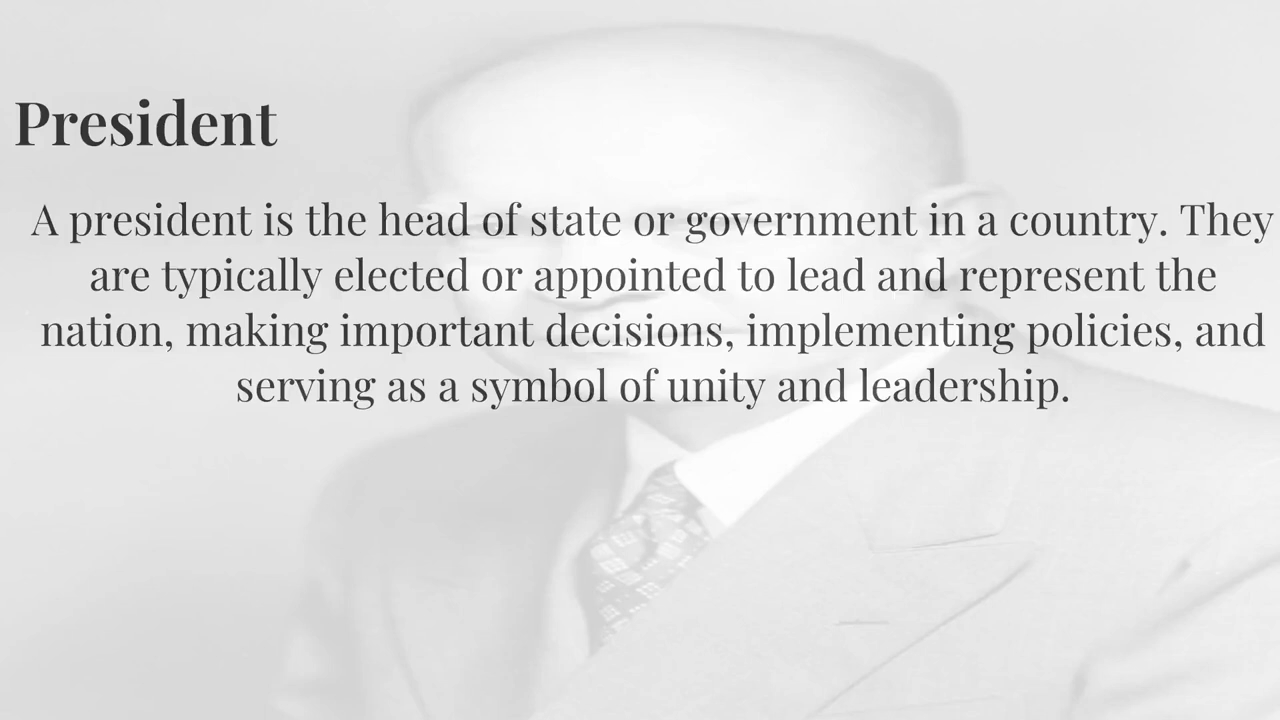 President
A president is the head of state or government in a country. They
are typically elected or appointed to lead and represent the
nation, making important decisions, implementing policies, and
serving as a symbol of unity and leadership.